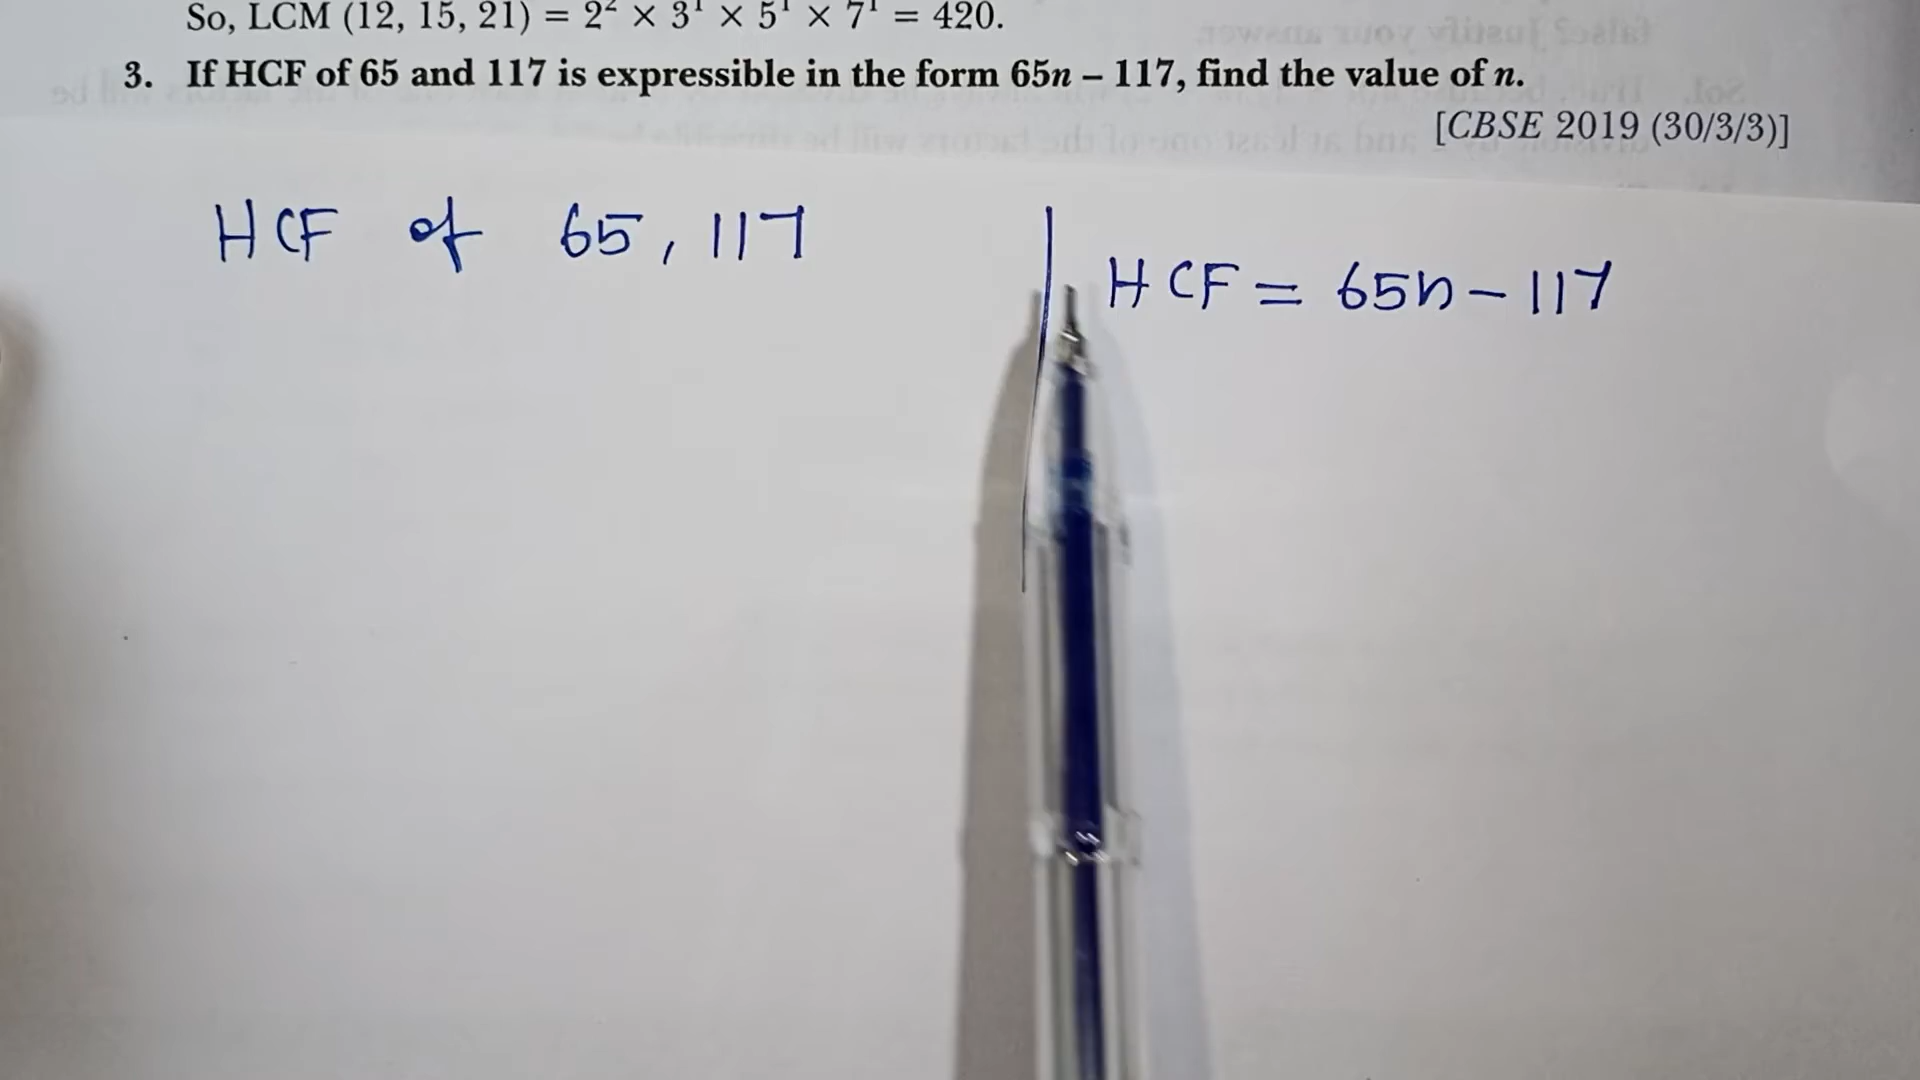 So, LCM (12, 15, 21) = 2² × 3¹ × 5¹ × 7¹ = 420.
3. If HCF of 65 and 117 is expressible in the form 65n – 117, find the value of n.
[CBSE 2019 (30/3/3)]
HCF of 65, 117
HCF = 65n – 117